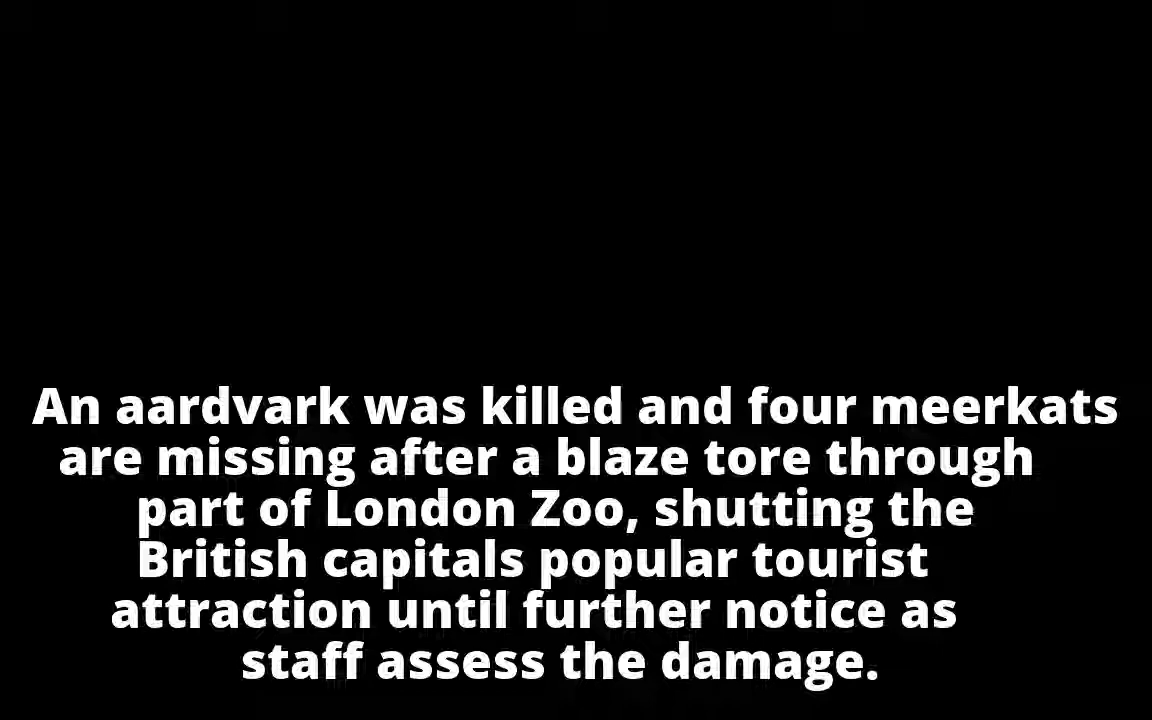 An aardvark was killed and four meerkats
are missing after a blaze tore through
part of London Zoo, shutting the
British capitals popular tourist
attraction until further notice as
staff assess the damage.